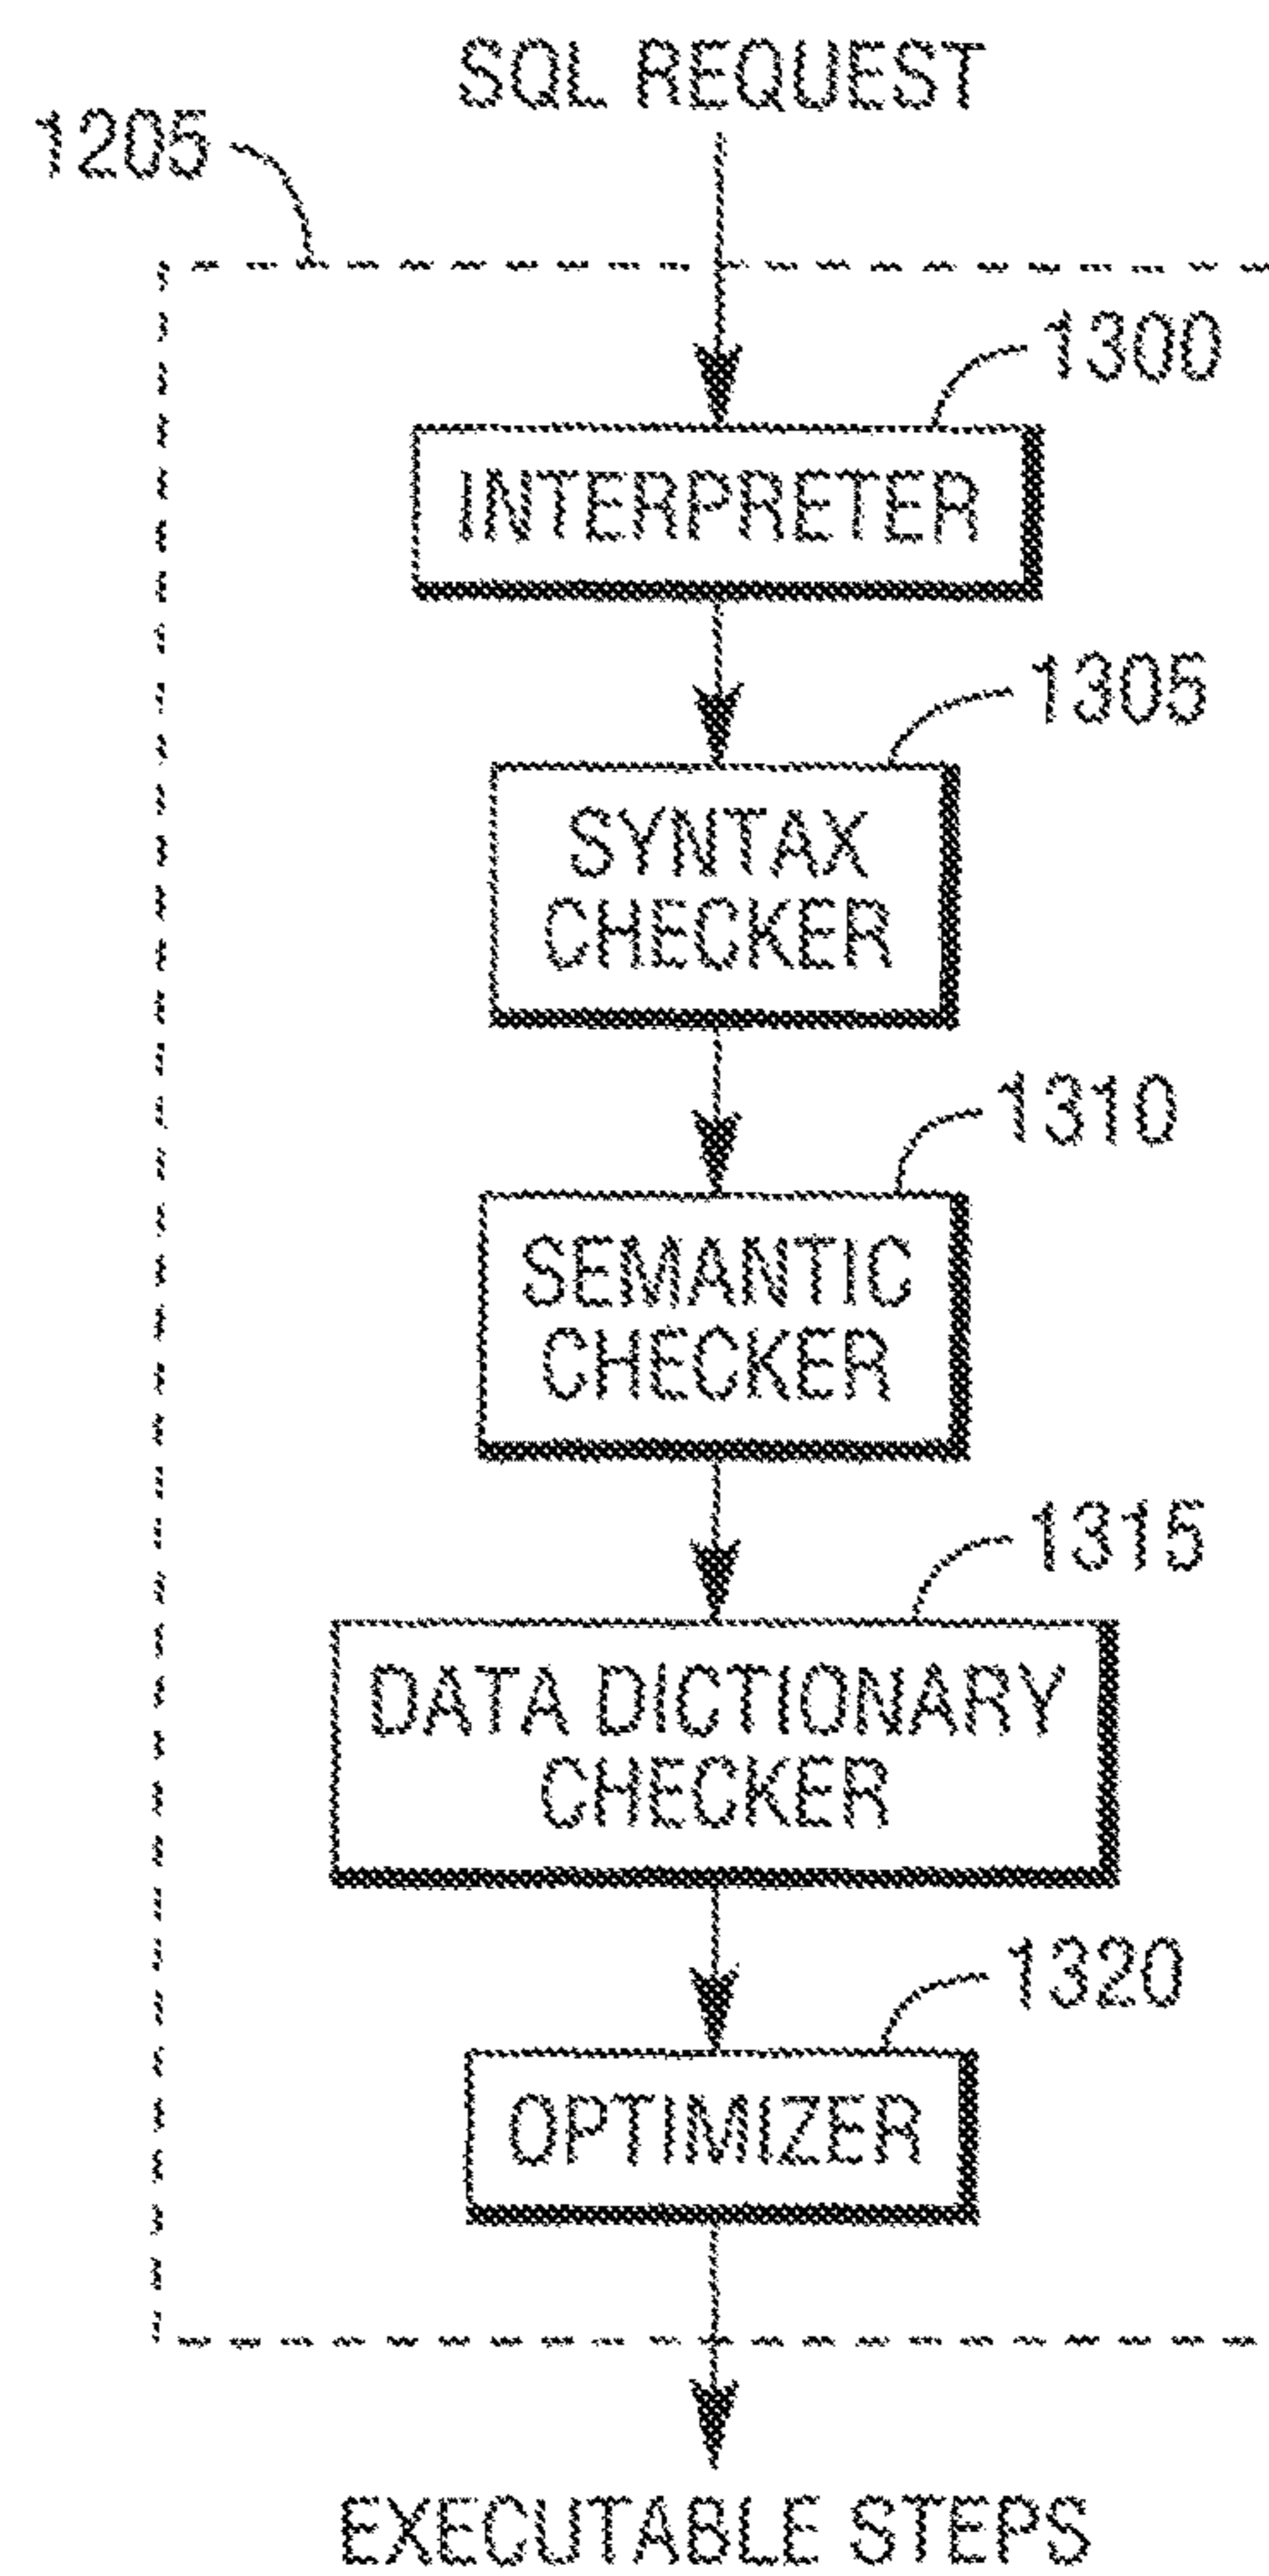 SQL REQUEST
1205
1300
INTERPRETER
1305
SYNTAX
CHECKER
1310
SEMANTIC
CHECKER
1315
DATA DICTIONARY
CHECKER
1320
OPTIMIZER
EXECUTABLE STEPS